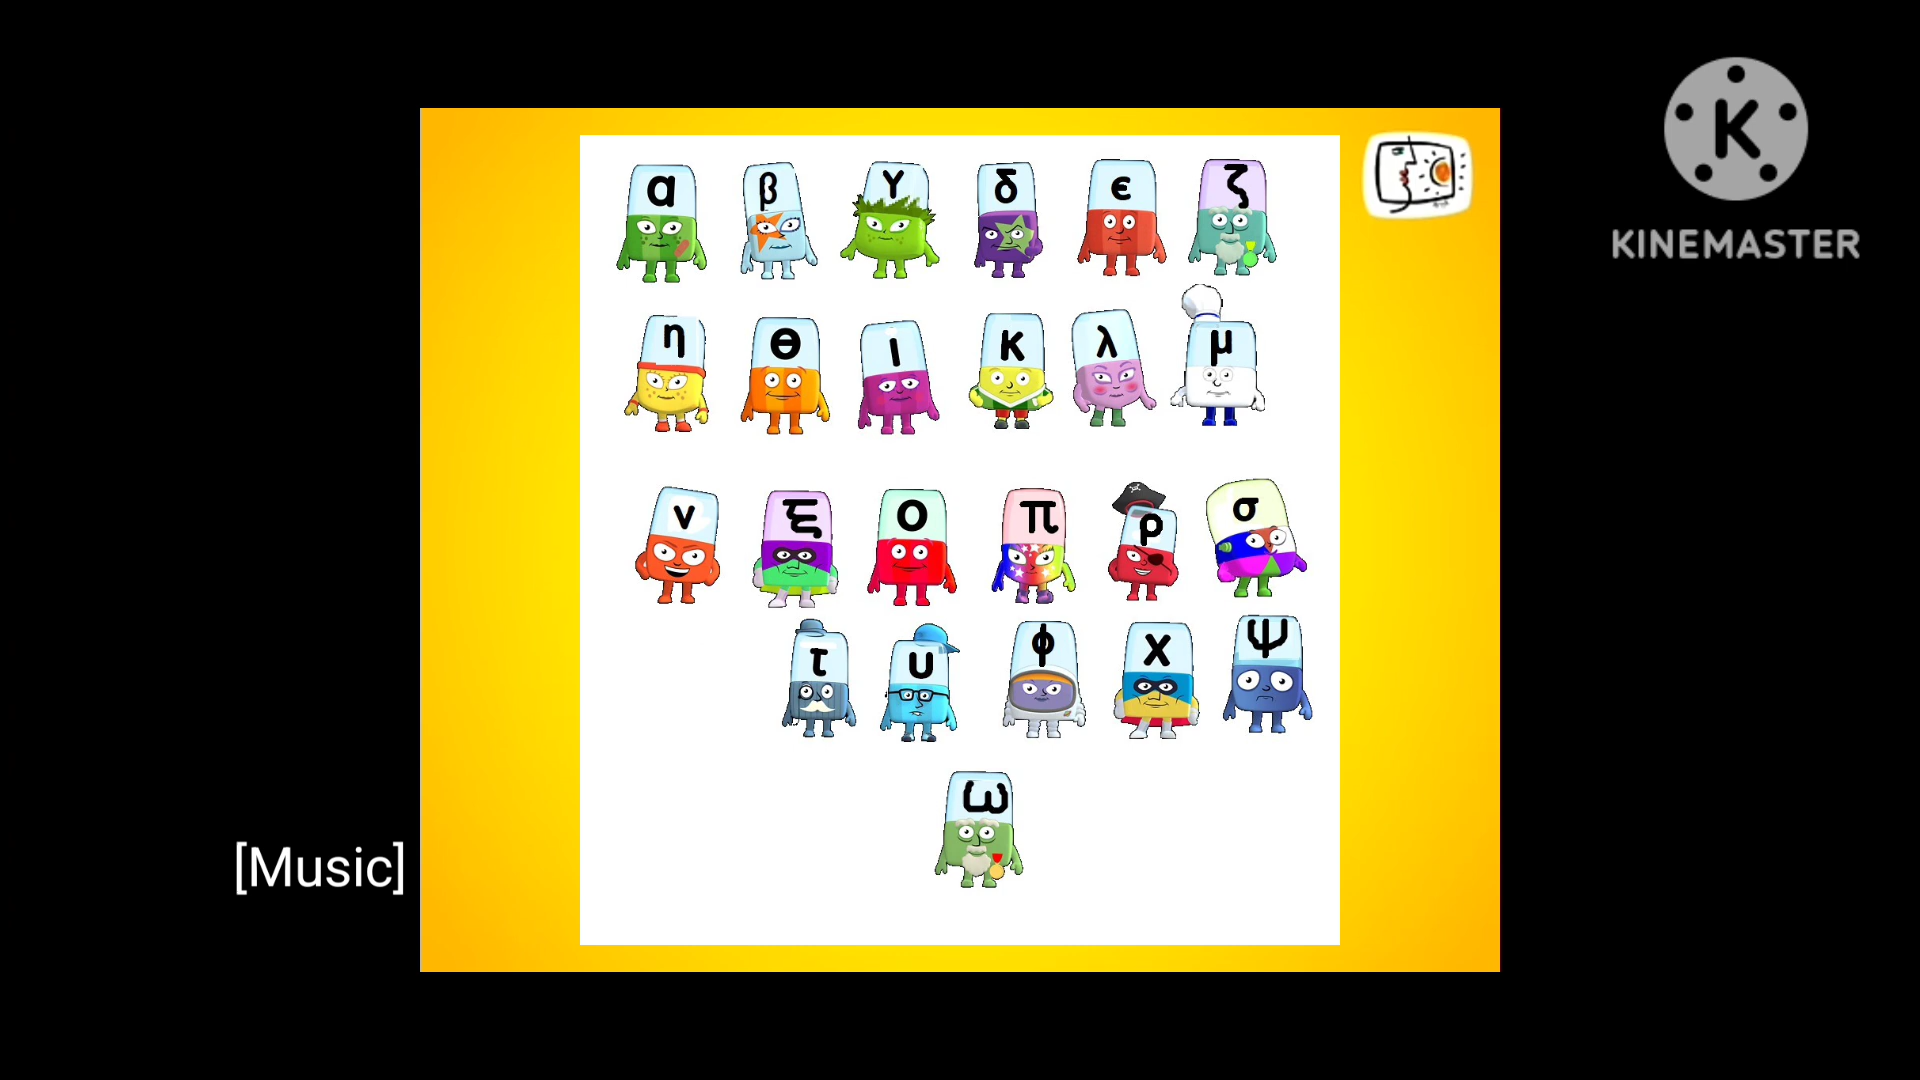 α β γ δ ε ζ
η θ ι κ λ μ
ν ξ ο π ρ σ
τ υ φ χ ψ
ω
[Music]
K
KINEMASTER